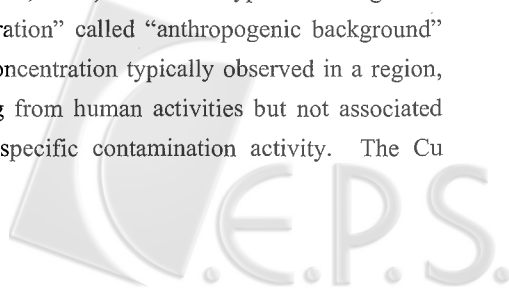 ration” called “anthropogenic background”
oncentration typically observed in a region,
g from human activities but not associated
specific contamination activity. The Cu
C.E.P.S.